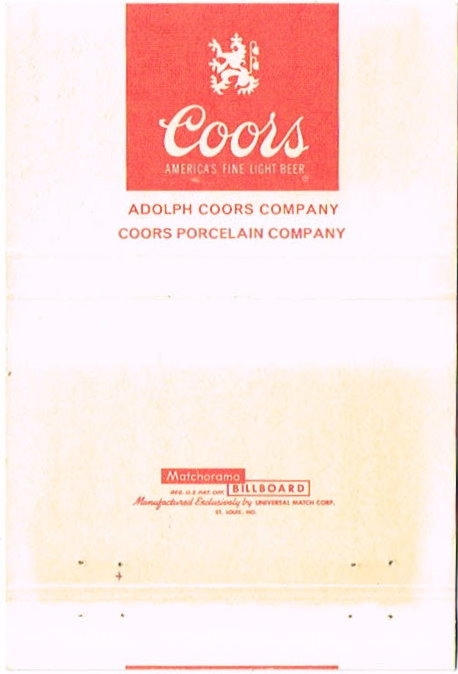 Coors
AMERICA'S FINE LIGHT BEER
®
ADOLPH COORS COMPANY
COORS PORCELAIN COMPANY
Matchorama
REG. U.S. PAT. OFF. BILLBOARD
Manufactured Exclusively by UNIVERSAL MATCH CORP.
ST. LOUIS, MO.